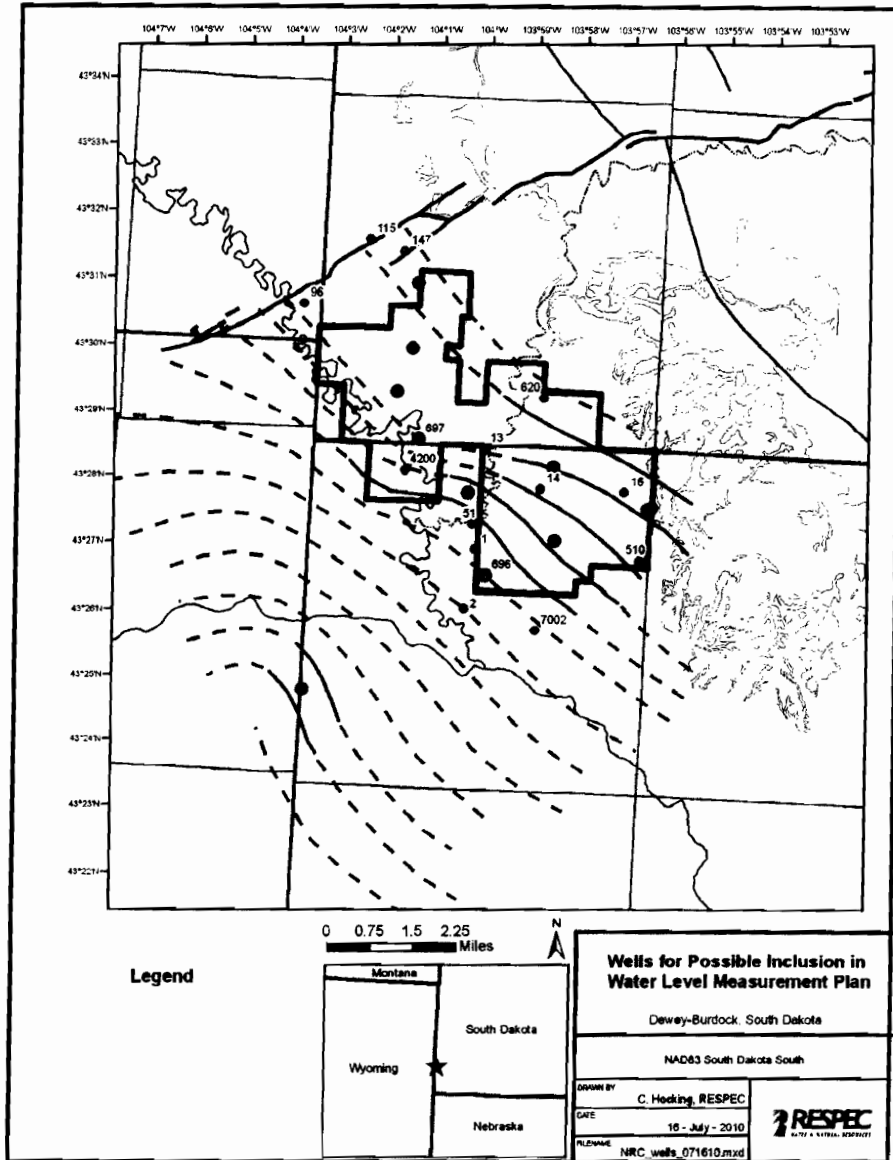 104°7'W 104°6'W 104°5'W 104°4'W 104°3'W 104°2'W 104°1'W 104°W 103°59'W 103°58'W 103°57'W 103°56'W 103°55'W 103°54'W 103°53'W
43°34'N
43°33'N
43°32'N
43°31'N
43°30'N
43°29'N
43°28'N
43°27'N
43°26'N
43°25'N
43°24'N
43°23'N
43°22'N
115
147
96
620
697
13
4200
14
16
51
1
510
696
2
7002
0 0.75 1.5 2.25
Miles
N
Legend
Montana
South Dakota
Wyoming
Nebraska
Wells for Possible Inclusion in
Water Level Measurement Plan
Dewey-Burdock, South Dakota
NAD83 South Dakota South
DRAWN BY
C. Hocking, RESPEC
DATE
16 - July - 2010
FILENAME
NRC_wells_071610.mxd
RESPEC